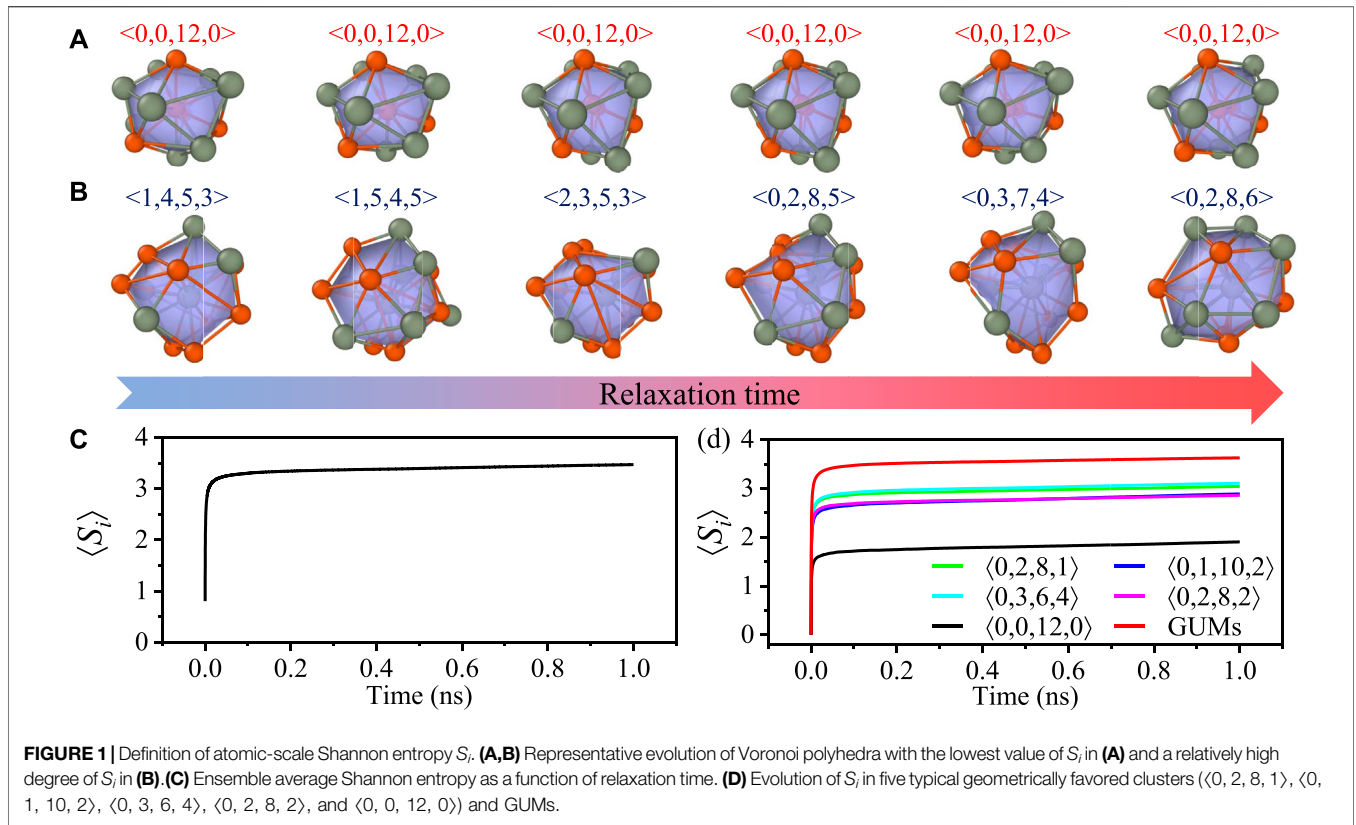 A
<0,0,12,0> <0,0,12,0> <0,0,12,0> <0,0,12,0> <0,0,12,0> <0,0,12,0>
B
<1,4,5,3> <1,5,4,5> <2,3,5,3> <0,2,8,5> <0,3,7,4> <0,2,8,6>
Relaxation time
C
4
3
2
1
0
⟨Sᵢ⟩
0.0 0.2 0.4 0.6 0.8 1.0
Time (ns)
(d)
4
3
2
1
0
⟨Sᵢ⟩
⟨0,2,8,1⟩ ⟨0,1,10,2⟩
⟨0,3,6,4⟩ ⟨0,2,8,2⟩
⟨0,0,12,0⟩ GUMs
0.0 0.2 0.4 0.6 0.8 1.0
Time (ns)
FIGURE 1 | Definition of atomic-scale Shannon entropy Sᵢ. (A,B) Representative evolution of Voronoi polyhedra with the lowest value of Sᵢ in (A) and a relatively high
degree of Sᵢ in (B).(C) Ensemble average Shannon entropy as a function of relaxation time. (D) Evolution of Sᵢ in five typical geometrically favored clusters (⟨0, 2, 8, 1⟩, ⟨0,
1, 10, 2⟩, ⟨0, 3, 6, 4⟩, ⟨0, 2, 8, 2⟩, and ⟨0, 0, 12, 0⟩) and GUMs.